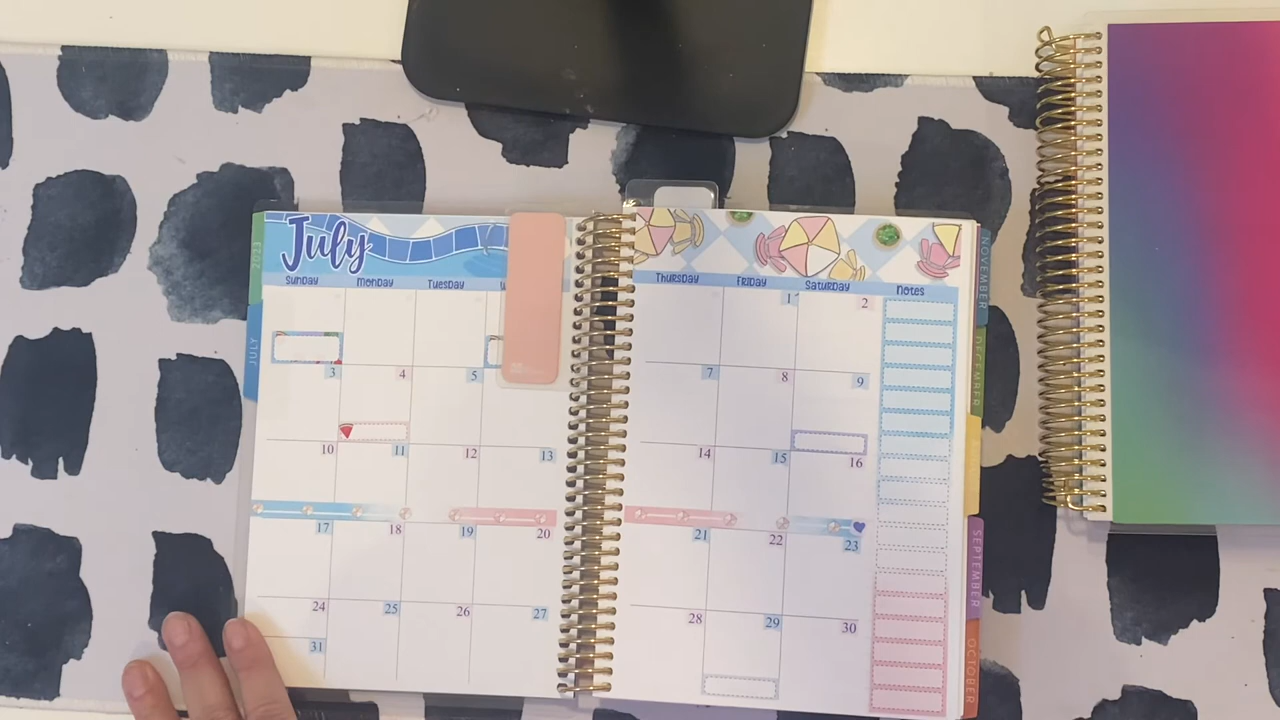 July
SUNDAY MONDAY TUESDAY
THURSDAY FRIDAY SATURDAY NOTES
1 2
3 4 5
7 8 9
10 11 12 13
14 15 16
17 18 19 20
21 22 23
24 25 26 27
28 29 30
31
2023
JULY
NOVEMBER
DECEMBER
SEPTEMBER
OCTOBER